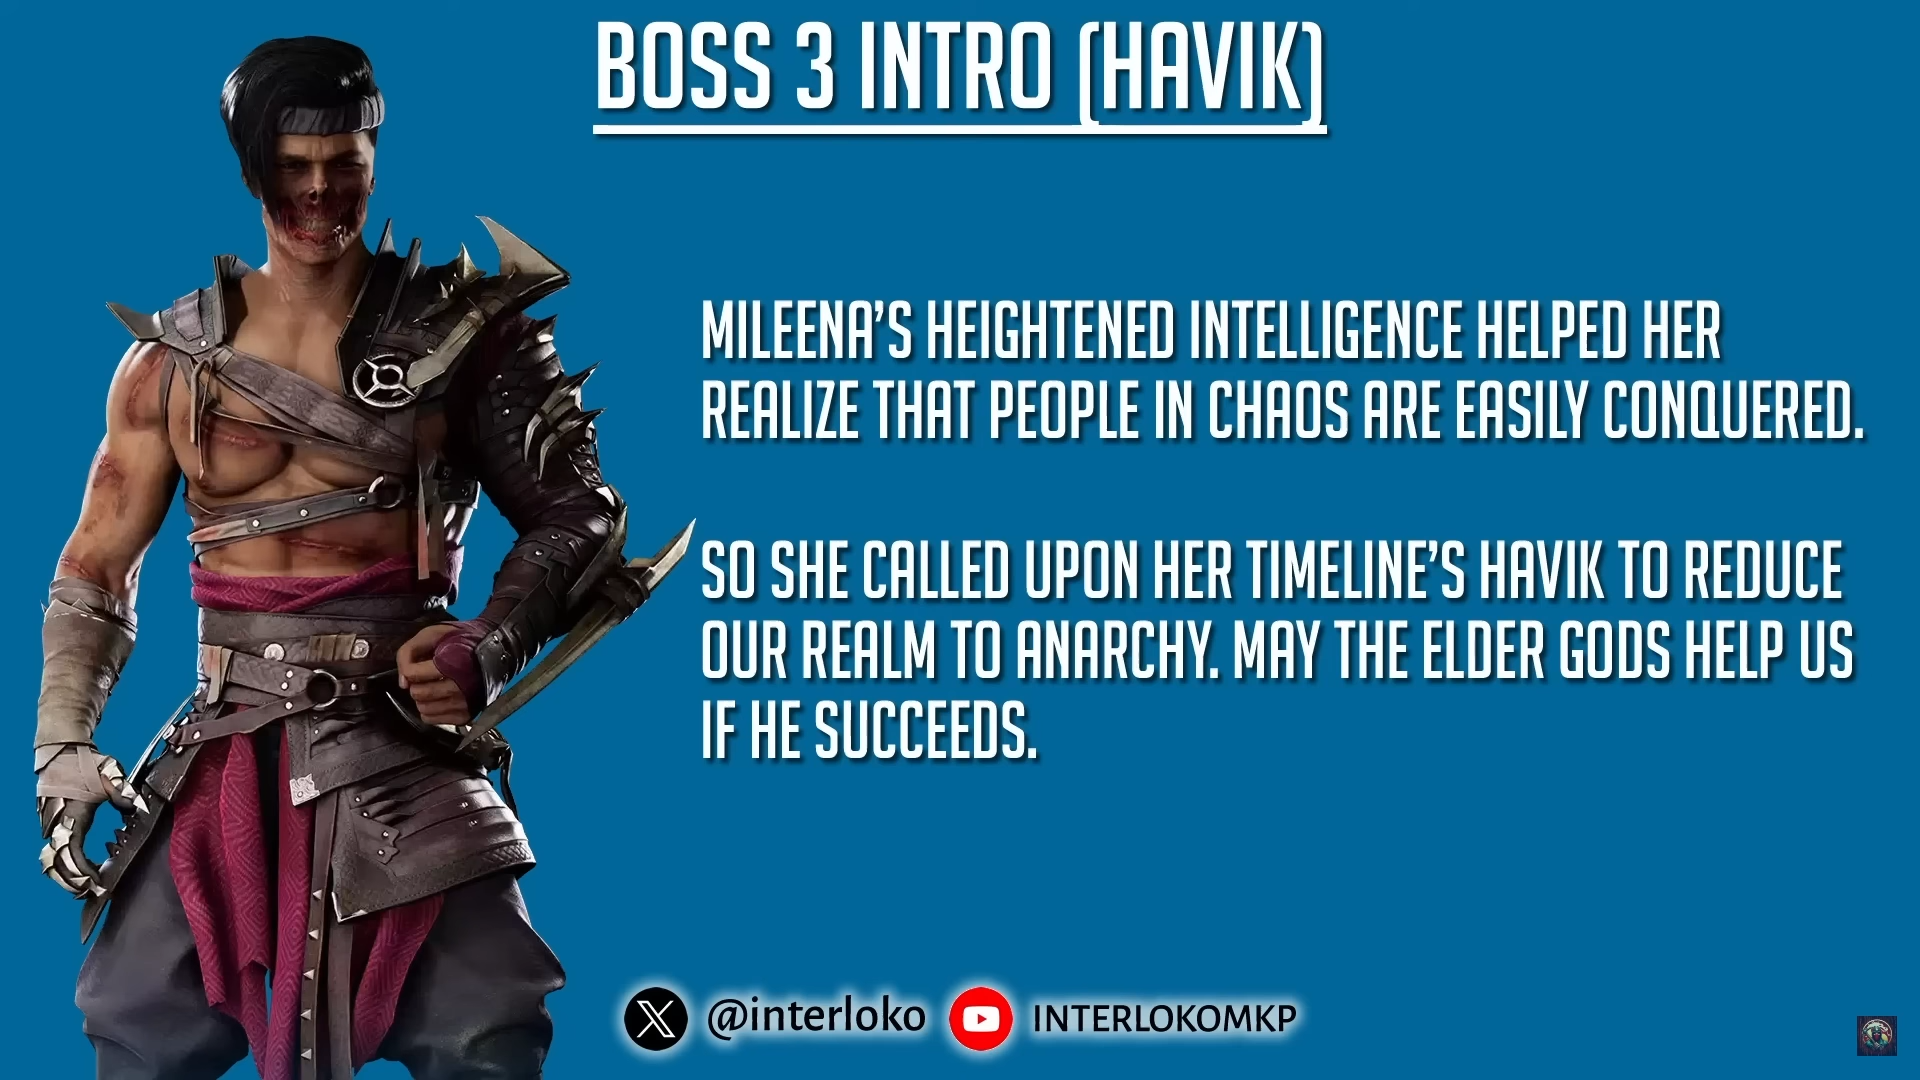 BOSS 3 INTRO (HAVIK)
MILEENA'S HEIGHTENED INTELLIGENCE HELPED HER
REALIZE THAT PEOPLE IN CHAOS ARE EASILY CONQUERED.
SO SHE CALLED UPON HER TIMELINE'S HAVIK TO REDUCE
OUR REALM TO ANARCHY. MAY THE ELDER GODS HELP US
IF HE SUCCEEDS.
@interloko INTERLOKOMKP